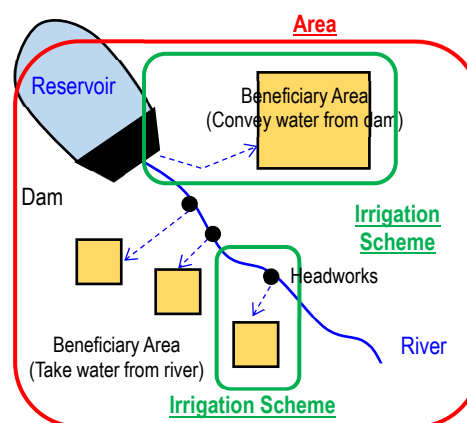 Area
Reservoir
Beneficiary Area
(Convey water from dam)
Dam
Irrigation
Scheme
Headworks
Beneficiary Area
(Take water from river)
River
Irrigation Scheme